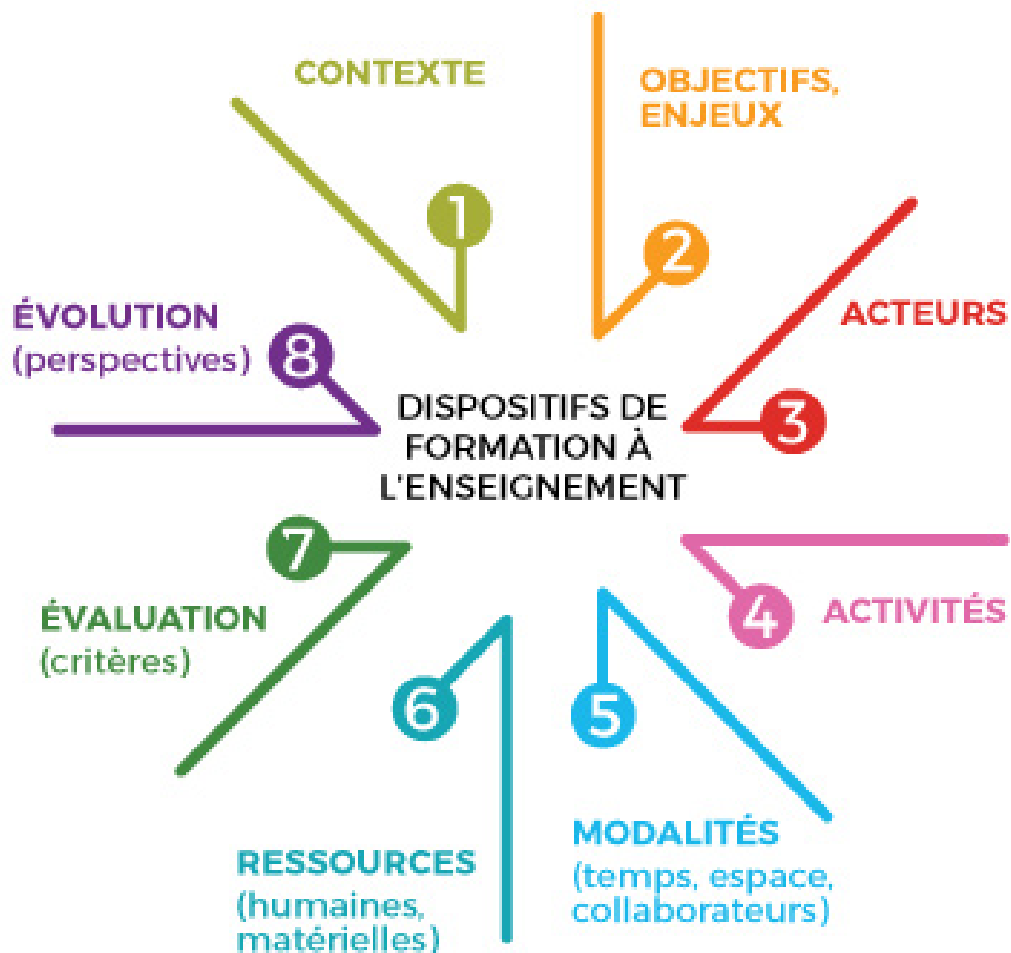 CONTEXTE
1
OBJECTIFS,
ENJEUX
2
ACTEURS
3
ACTIVITÉS
4
MODALITÉS
(temps, espace,
collaborateurs)
5
RESSOURCES
(humaines,
matérielles)
6
ÉVALUATION
(critères)
7
ÉVOLUTION
(perspectives)
8
DISPOSITIFS DE
FORMATION À
L'ENSEIGNEMENT